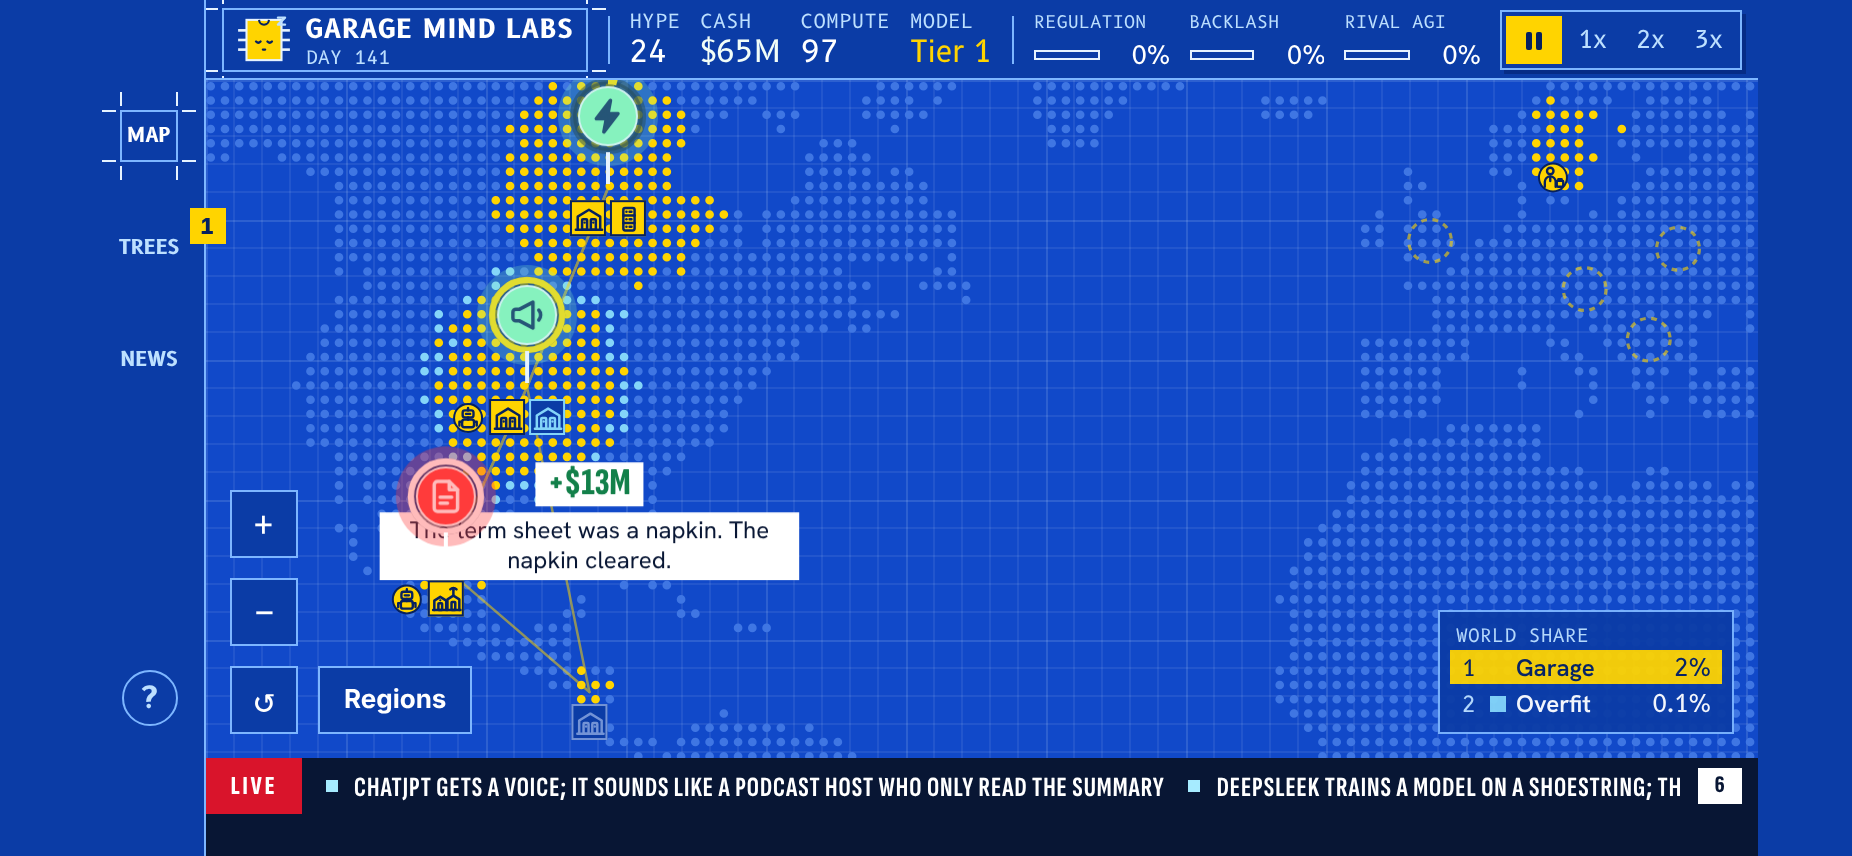 GARAGE MIND LABS
DAY 141
HYPE
24
CASH
$65M
COMPUTE
97
MODEL
Tier 1
REGULATION
0%
BACKLASH
0%
RIVAL AGI
0%
1x
2x
3x
MAP
TREES
1
NEWS
?
+
−
↺
Regions
+$13M
The term sheet was a napkin. The
napkin cleared.
WORLD SHARE
1 Garage 2%
2 Overfit 0.1%
LIVE
CHATJPT GETS A VOICE; IT SOUNDS LIKE A PODCAST HOST WHO ONLY READ THE SUMMARY
DEEPSLEEK TRAINS A MODEL ON A SHOESTRING; TH
6